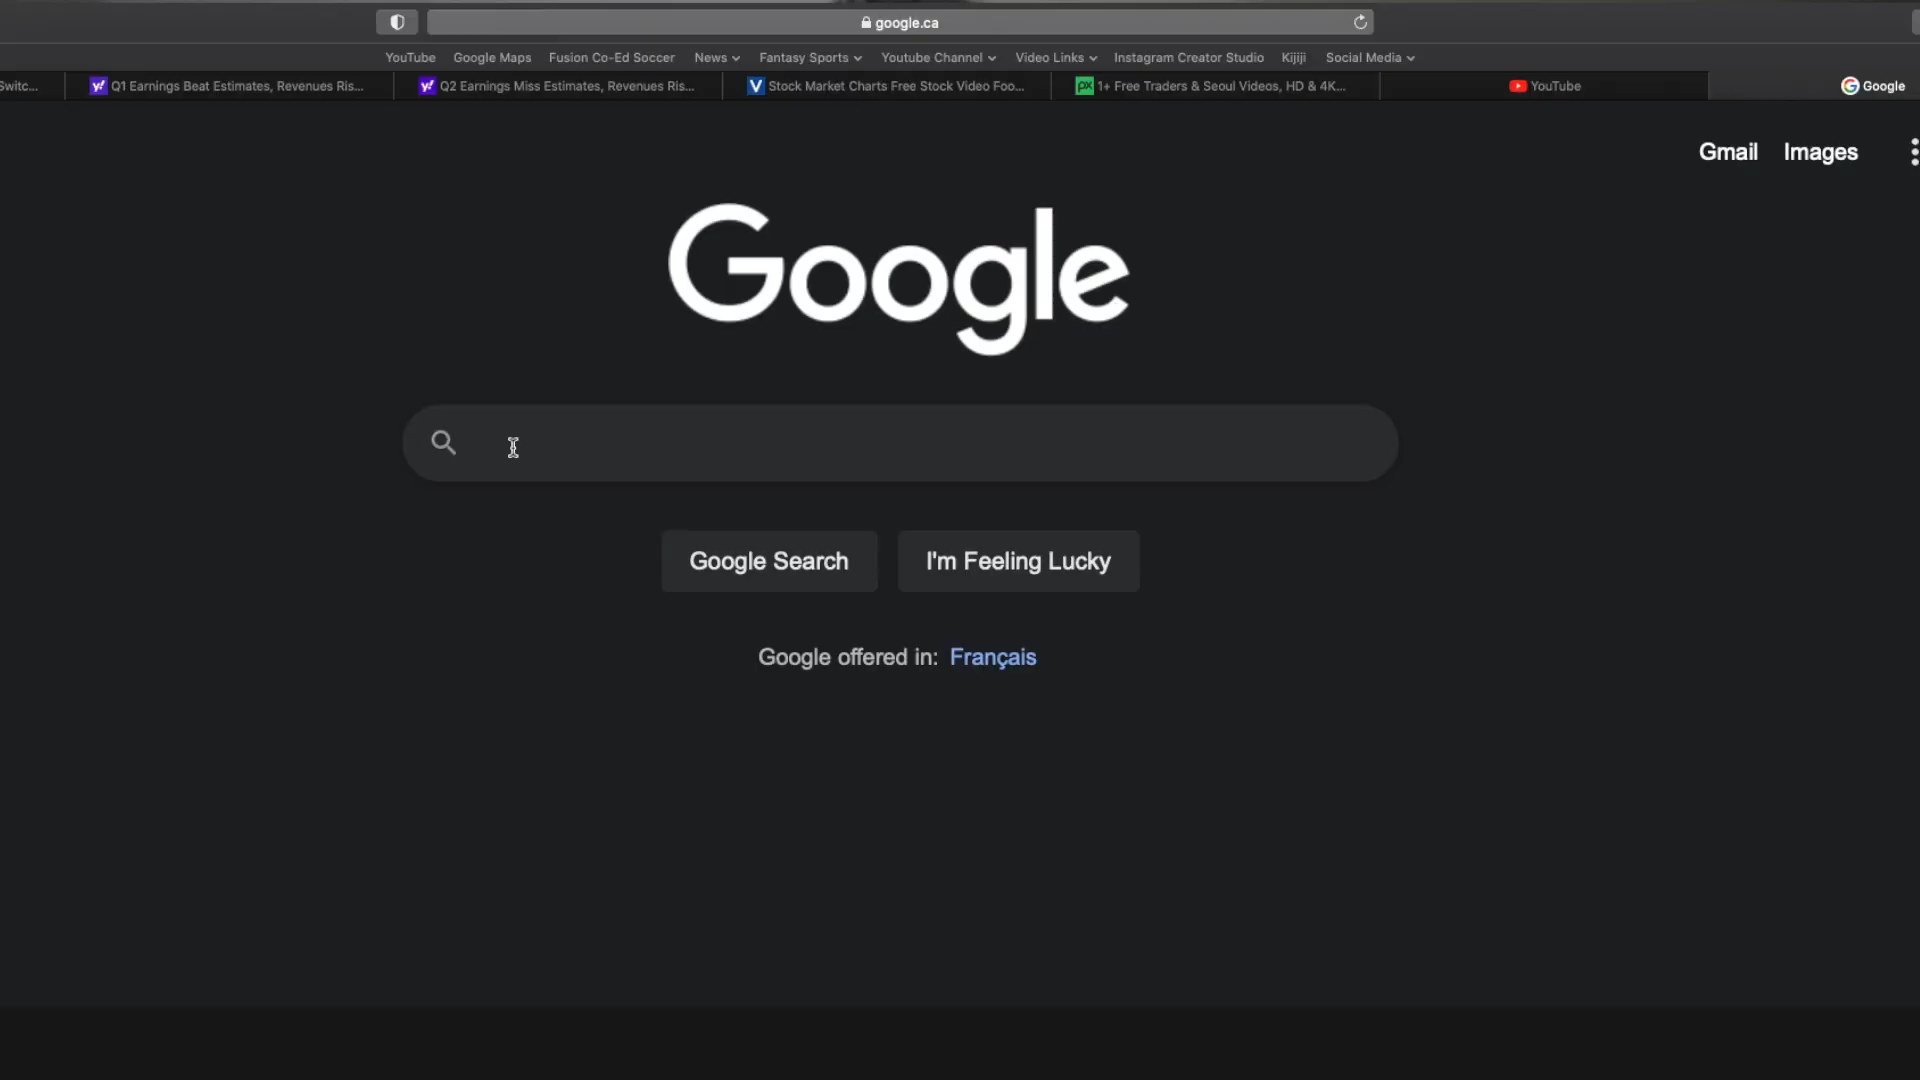 google.ca
YouTube Google Maps Fusion Co-Ed Soccer News Fantasy Sports Youtube Channel Video Links Instagram Creator Studio Kijiji Social Media
Switc... Q1 Earnings Beat Estimates, Revenues Ris... Q2 Earnings Miss Estimates, Revenues Ris... V Stock Market Charts Free Stock Video Foo... px 1+ Free Traders & Seoul Videos, HD & 4K... YouTube Google
Gmail Images
Google
Google Search I'm Feeling Lucky
Google offered in: Français